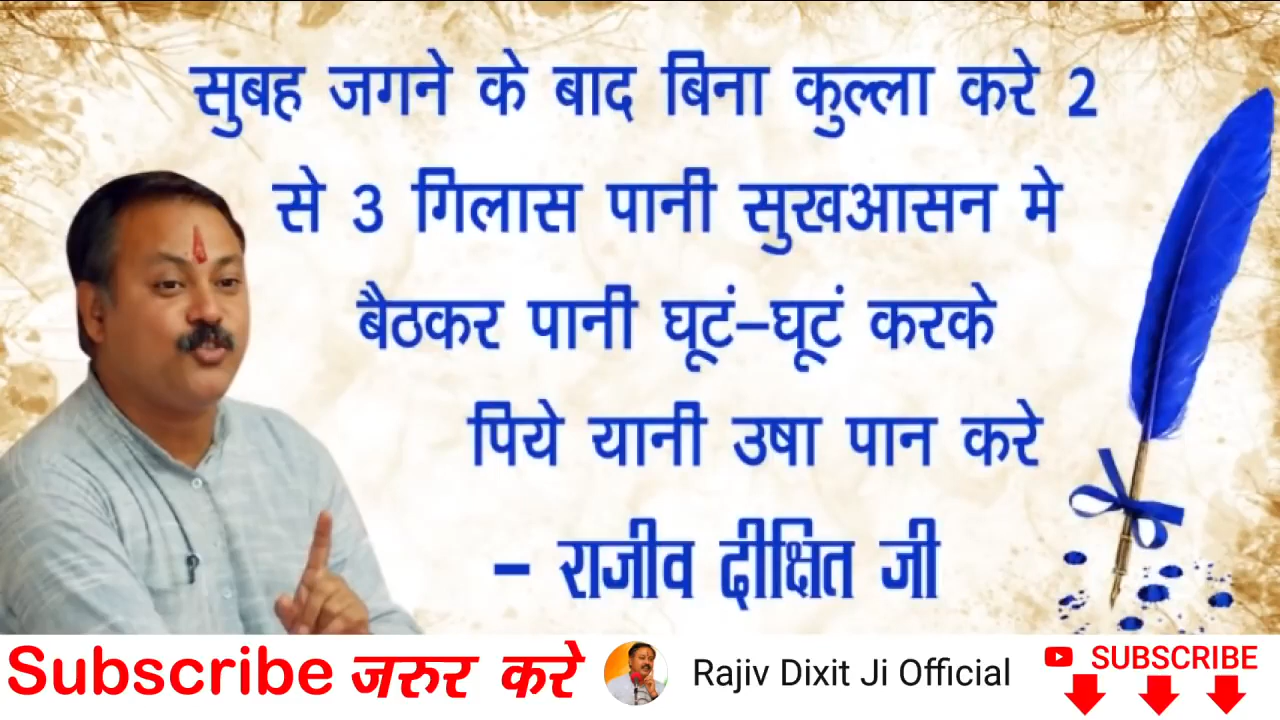 सुबह जगने के बाद बिना कुल्ला करे 2
से 3 गिलास पानी सुखआसन मे
बैठकर पानी घूटं-घूटं करके
पिये यानी उषा पान करे
- राजीव दीक्षित जी
Subscribe जरुर करे
Rajiv Dixit Ji Official
SUBSCRIBE